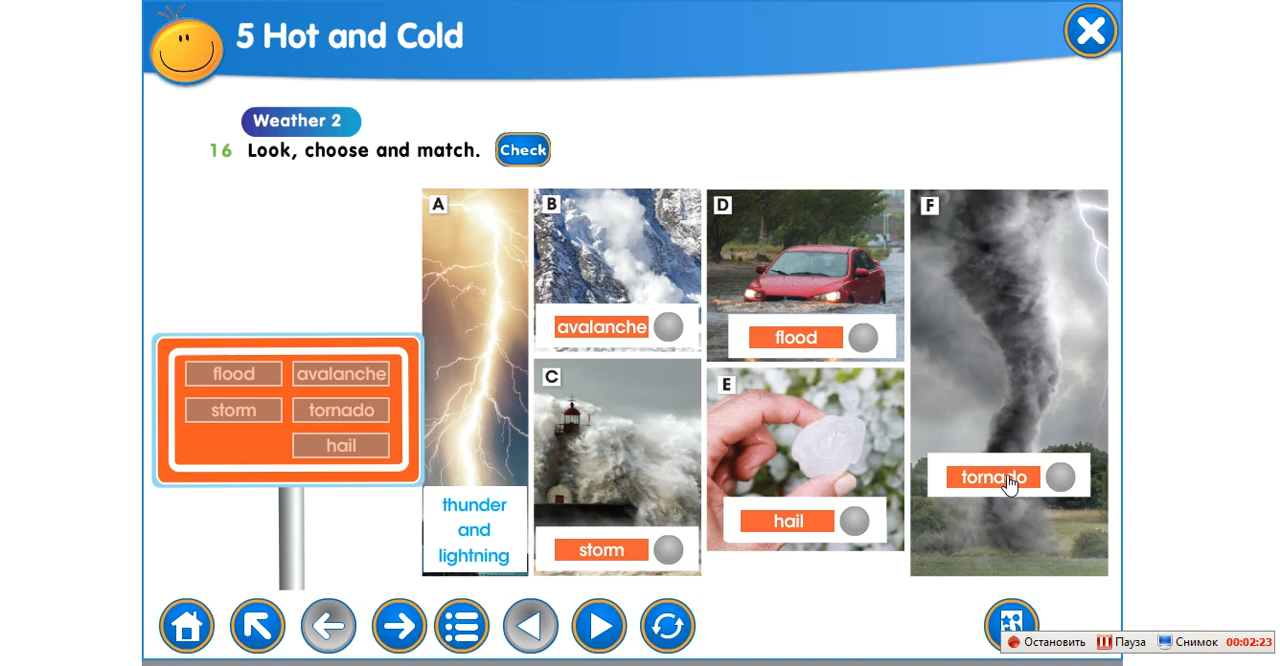 5 Hot and Cold
Weather 2
16 Look, choose and match.
Check
A
B
D
F
avalanche
flood
flood
avalanche
storm
tornado
hail
C
E
thunder
and
lightning
storm
hail
tornado
Остановить
Пауза
Снимок
00:02:23